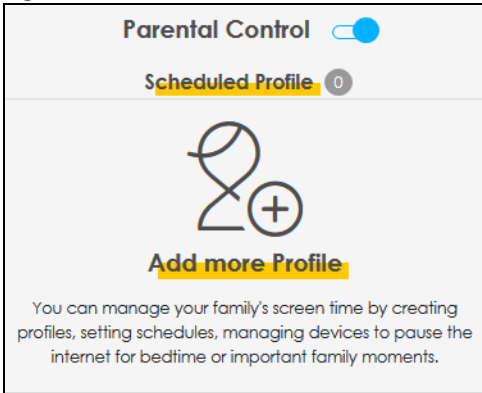 Parental Control
Scheduled Profile 0
Add more Profile
You can manage your family's screen time by creating
profiles, setting schedules, managing devices to pause the
internet for bedtime or important family moments.